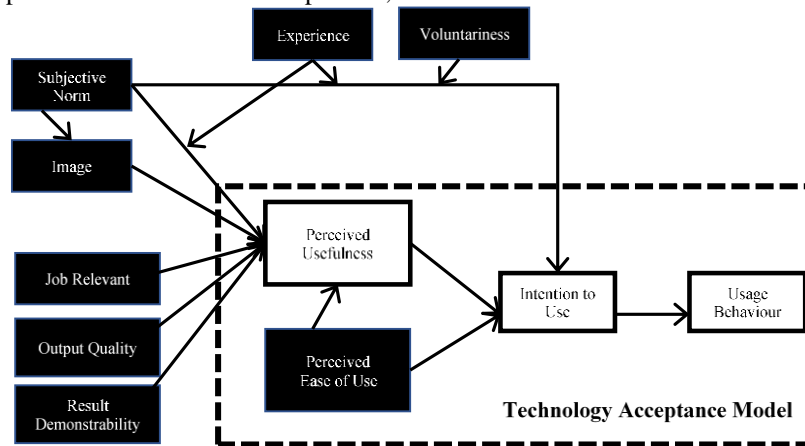 Experience
Voluntariness
Subjective
Norm
Image
Perceived
Usefulness
Job Relevant
Intention to
Use
Usage
Behaviour
Output Quality
Perceived
Ease of Use
Result
Demonstrability
Technology Acceptance Model